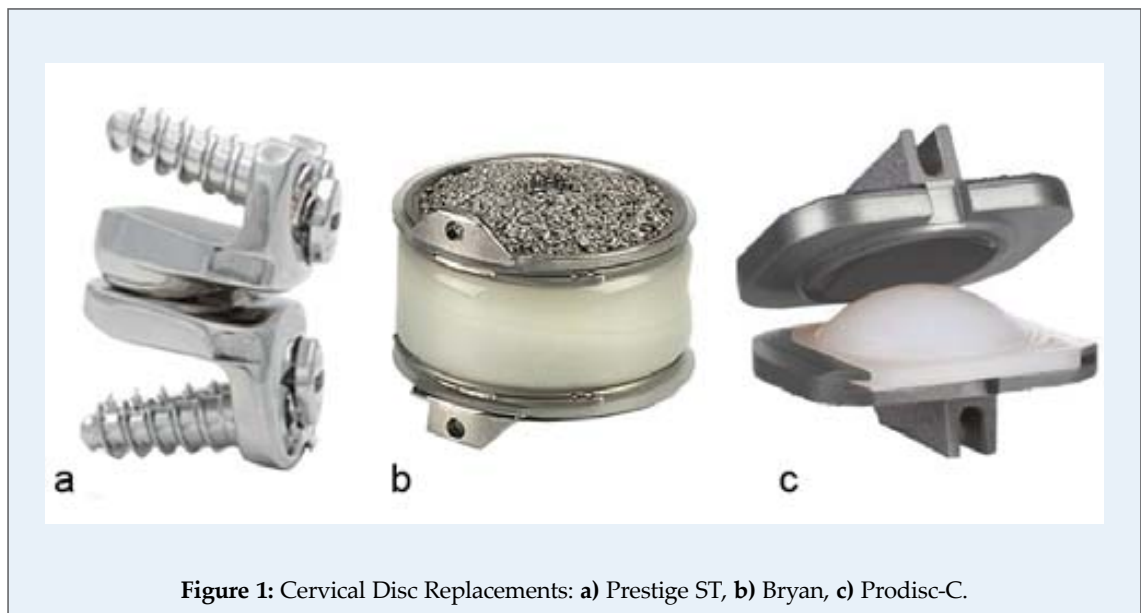 a
b
c
Figure 1: Cervical Disc Replacements: a) Prestige ST, b) Bryan, c) Prodisc-C.